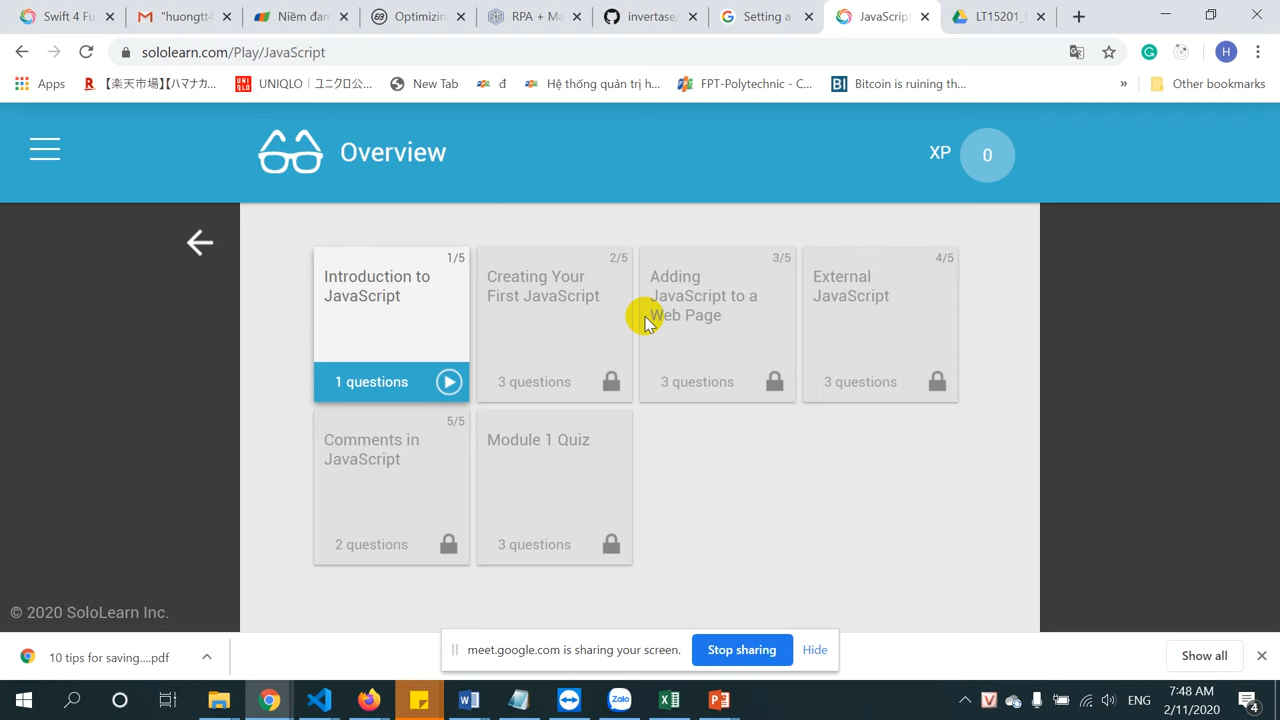 Swift 4 Fu
"huongtt4
Niềm đam
Optimizin
RPA + Ma
invertase/
Setting a
JavaScript
LT15201_
sololearn.com/Play/JavaScript
H
Apps
R
【楽天市場】【ハマナカ...
UNIQLO | ユニクロ公...
New Tab
đ
Hệ thống quản trị h...
FPT-Polytechnic - C...
BI
Bitcoin is ruining th...
»
Other bookmarks
Overview
XP
0
1/5
Introduction to
JavaScript
1 questions
2/5
Creating Your
First JavaScript
3 questions
3/5
Adding
JavaScript to a
Web Page
3 questions
4/5
External
JavaScript
3 questions
5/5
Comments in
JavaScript
2 questions
Module 1 Quiz
3 questions
© 2020 SoloLearn Inc.
meet.google.com is sharing your screen.
Stop sharing
Hide
10 tips for saving....pdf
Show all
Zalo
ENG
7:48 AM
2/11/2020
4